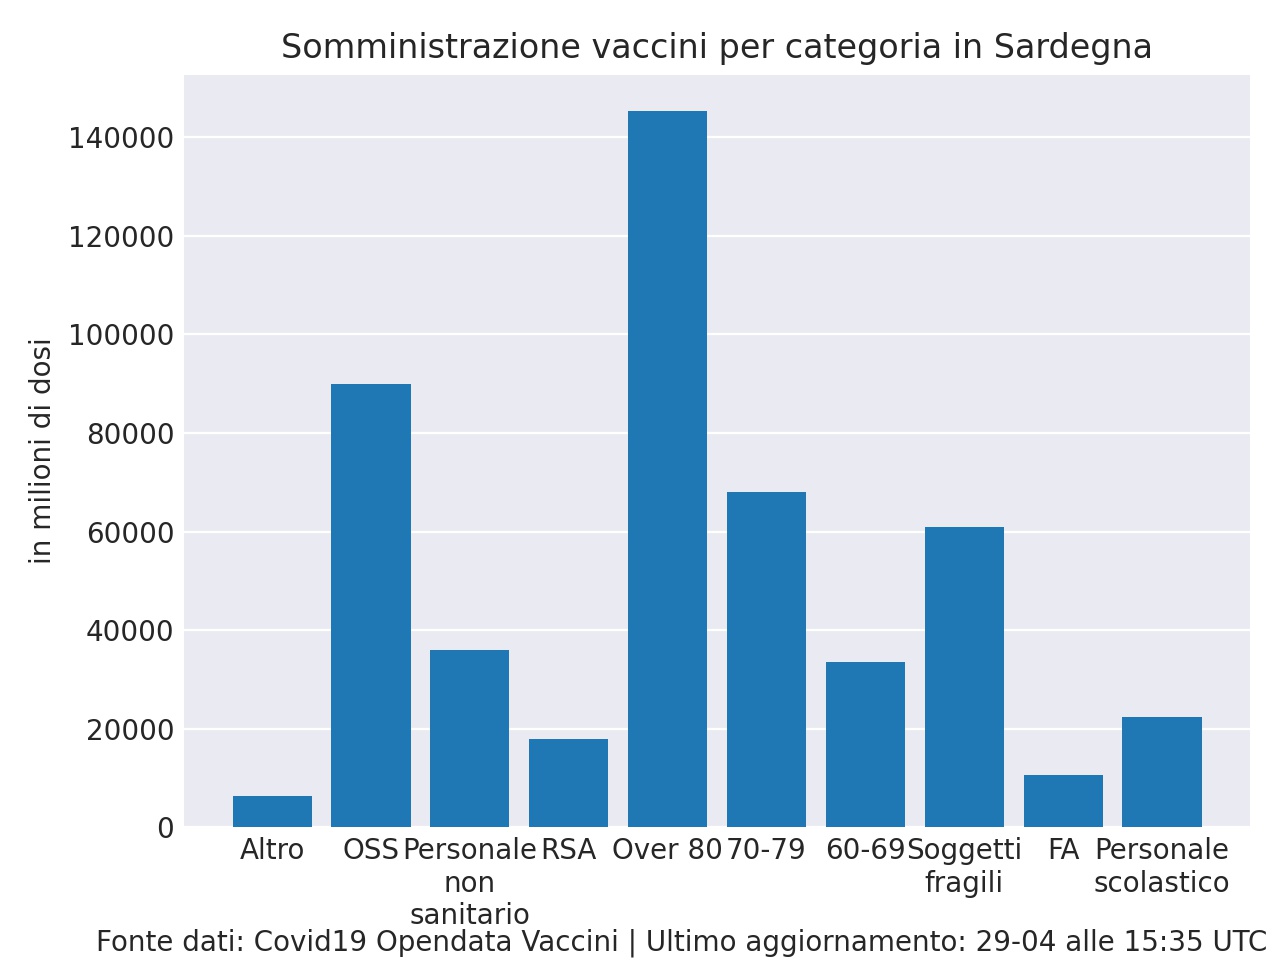 Somministrazione vaccini per categoria in Sardegna
in milioni di dosi
140000
120000
100000
80000
60000
40000
20000
0
Altro
OSS
Personale
non
sanitario
RSA
Over 80
70-79
60-69
Soggetti
fragili
FA
Personale
scolastico
Fonte dati: Covid19 Opendata Vaccini | Ultimo aggiornamento: 29-04 alle 15:35 UTC